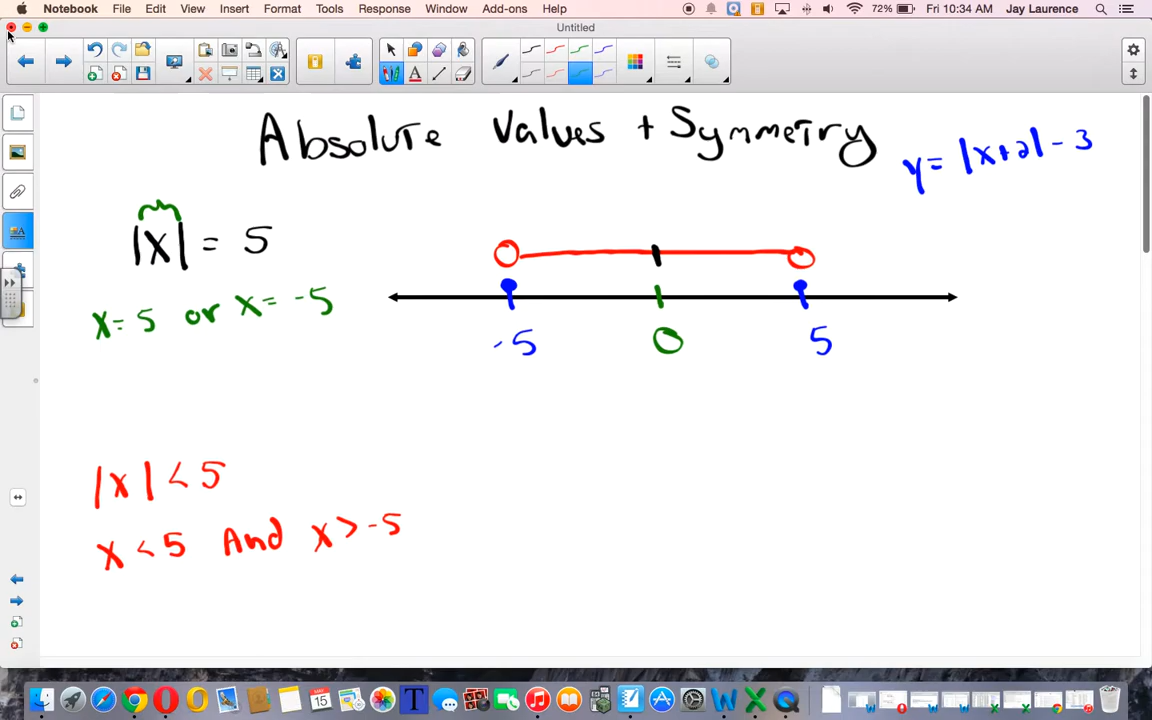 Notebook File Edit View Insert Format Tools Response Window Add-ons Help 72% Fri 10:34 AM Jay Laurence
Untitled
Absolute Values + Symmetry
y = |x+2| - 3
|x| = 5
x = 5 or x = -5
-5 0 5
|x| < 5
x < 5 And x > -5